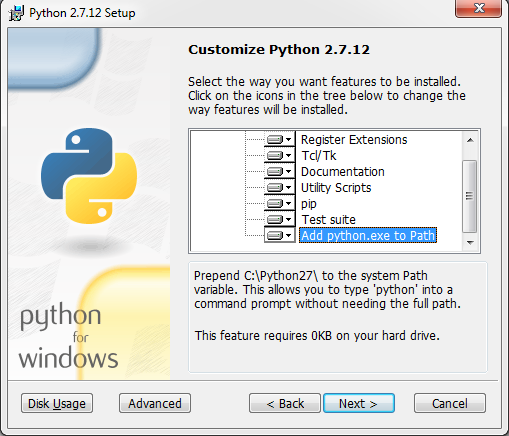 Python 2.7.12 Setup
Customize Python 2.7.12
Select the way you want features to be installed.
Click on the icons in the tree below to change the
way features will be installed.
Register Extensions
Tcl/Tk
Documentation
Utility Scripts
pip
Test suite
Add python.exe to Path
Prepend C:\Python27\ to the system Path
variable. This allows you to type 'python' into a
command prompt without needing the full path.
This feature requires 0KB on your hard drive.
python
for
windows
Disk Usage
Advanced
< Back
Next >
Cancel